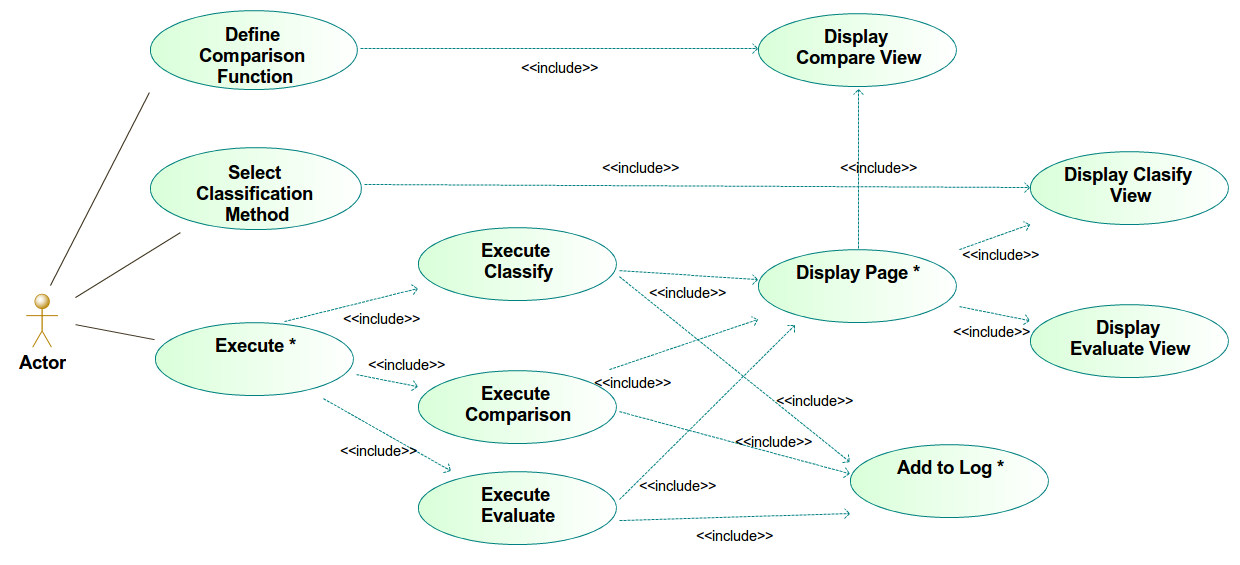 Define
Comparison
Function
<<include>>
Display
Compare View
Select
Classification
Method
<<include>>
<<include>>
Display Clasify
View
Execute
Classify
<<include>>
Display Page *
<<include>>
<<include>>
Actor
Execute *
<<include>>
<<include>>
Display
Evaluate View
Execute
Comparison
<<include>>
<<include>>
<<include>>
<<include>>
Add to Log *
Execute
Evaluate
<<include>>
<<include>>